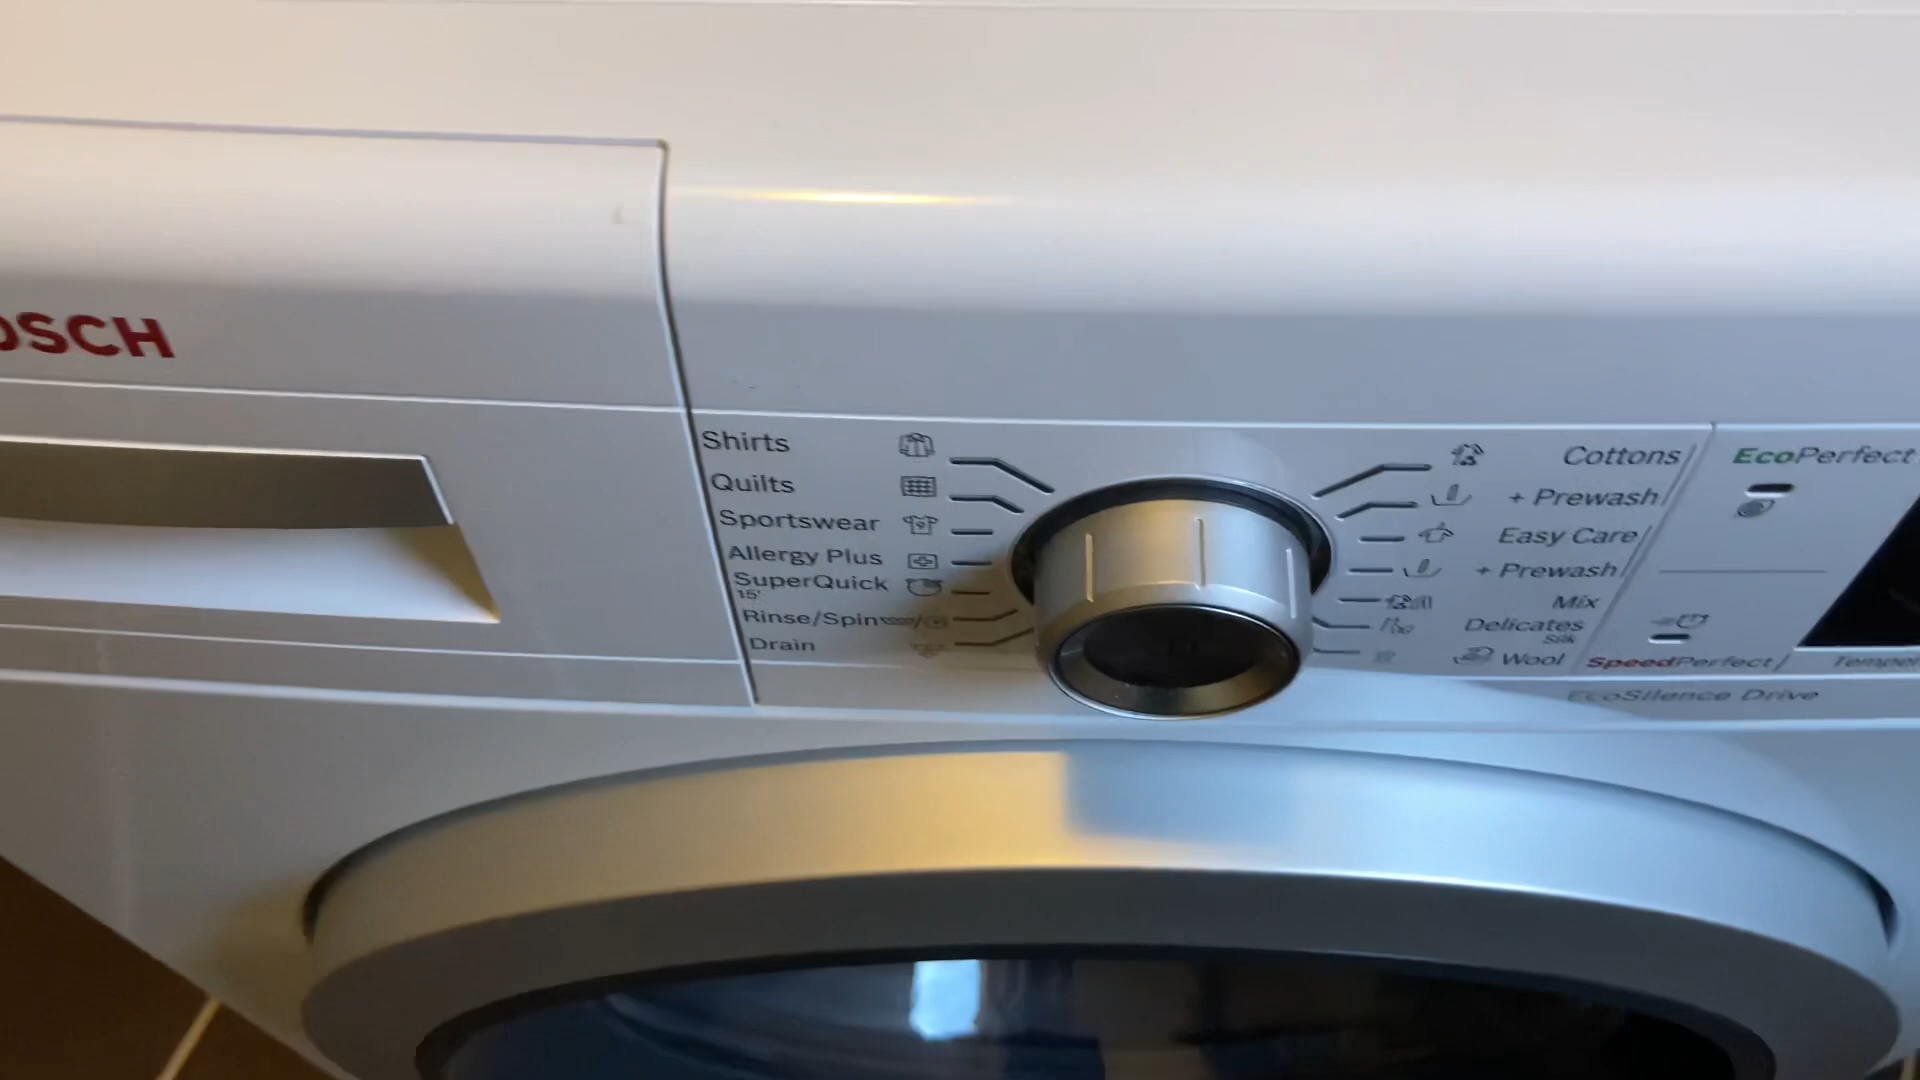 OSCH
Shirts
Quilts
Sportswear
Allergy Plus
SuperQuick
15'
Rinse/Spin
Drain
Cottons
+ Prewash
Easy Care
+ Prewash
Mix
Delicates
Silk
Wool
EcoPerfect
SpeedPerfect
Temper
EcoSilence Drive